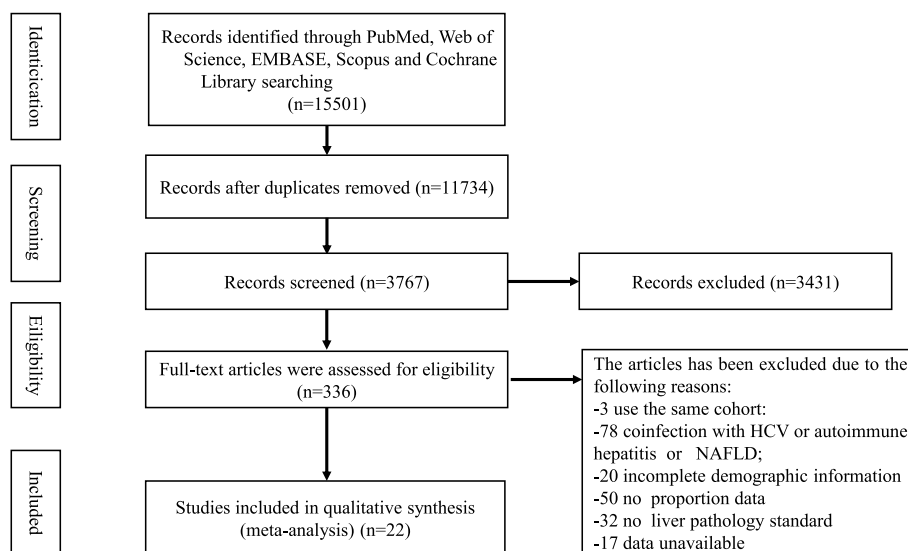 Identicication
Records identified through PubMed, Web of
Science, EMBASE, Scopus and Cochrane
Library searching
(n=15501)
Screening
Records after duplicates removed (n=11734)
Records screened (n=3767)
Records excluded (n=3431)
Eiligibility
Full-text articles were assessed for eligibility
(n=336)
The articles has been excluded due to the
following reasons:
-3 use the same cohort:
-78 coinfection with HCV or autoimmune
hepatitis or NAFLD;
-20 incomplete demographic information
-50 no proportion data
-32 no liver pathology standard
-17 data unavailable
Included
Studies included in qualitative synthesis
(meta-analysis) (n=22)